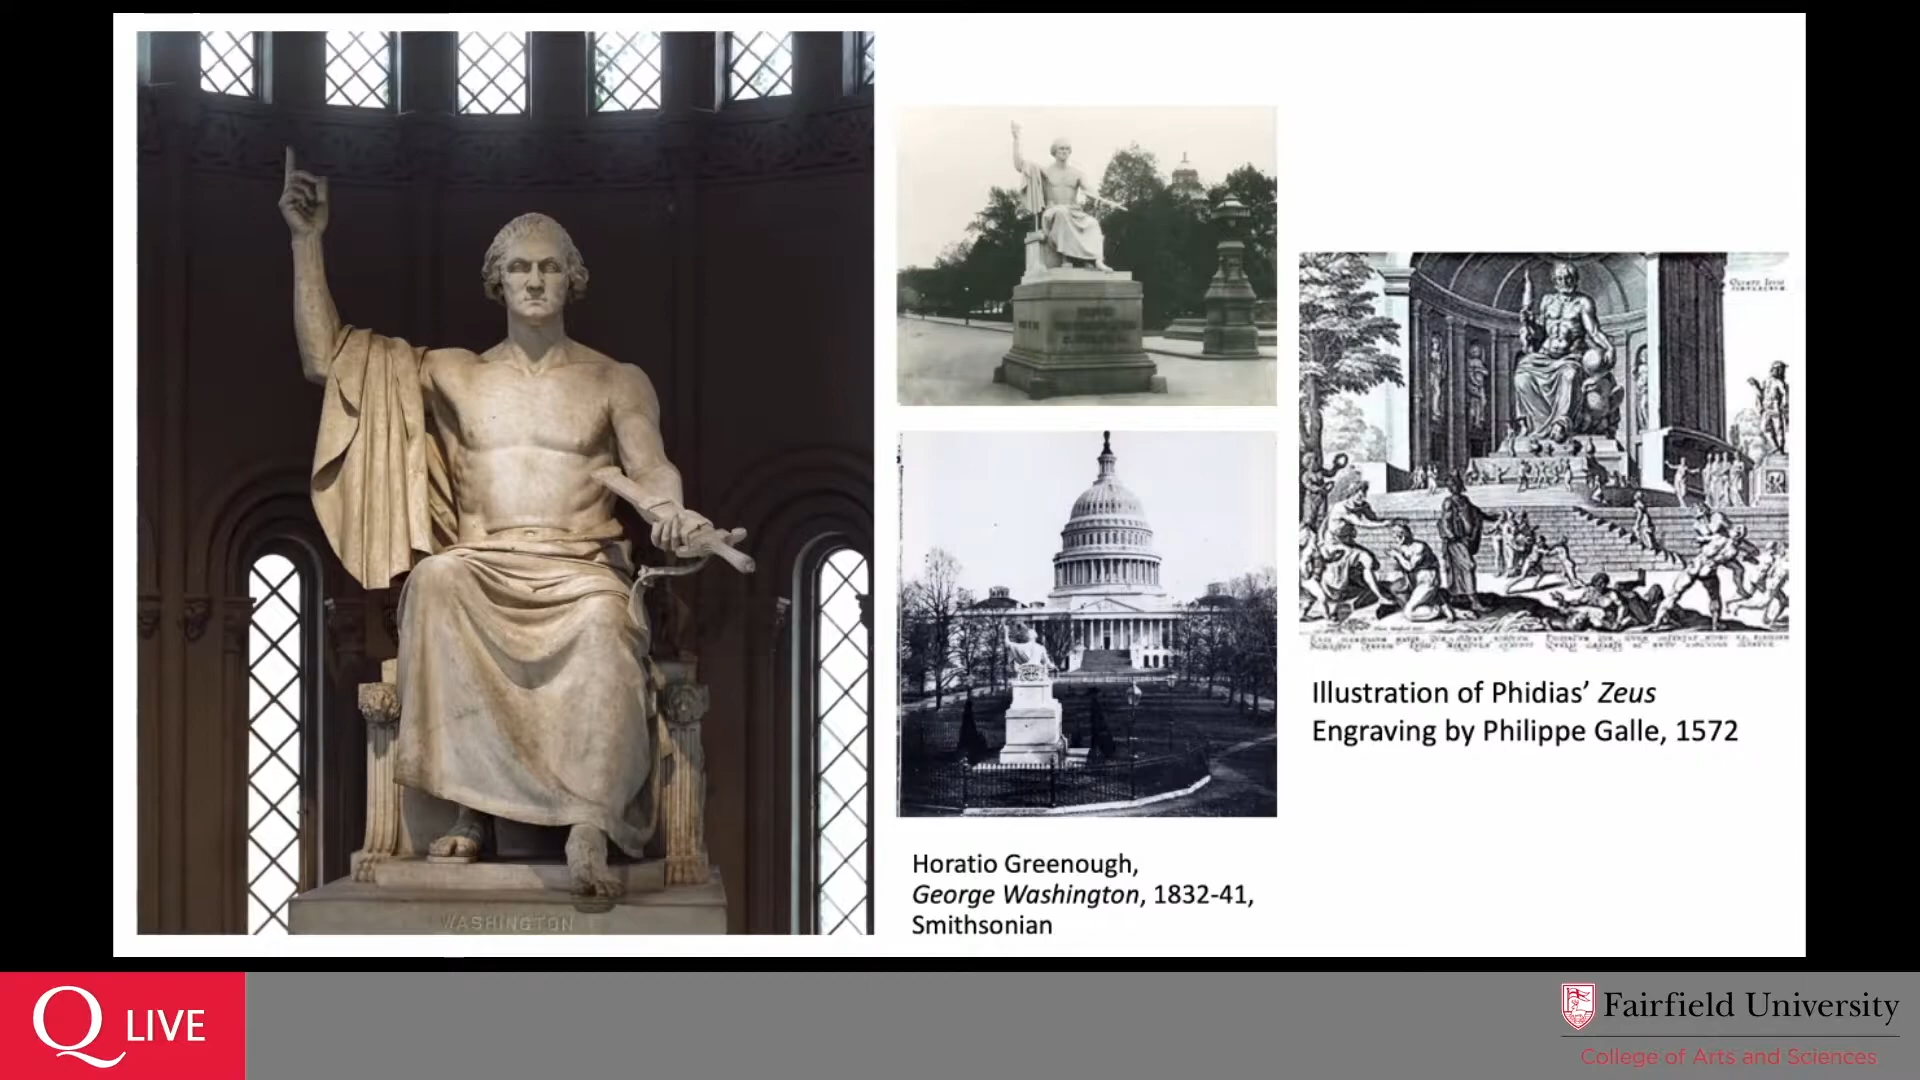 WASHINGTON
Horatio Greenough,
George Washington, 1832-41,
Smithsonian
Illustration of Phidias’ Zeus
Engraving by Philippe Galle, 1572
Q LIVE
Fairfield University
College of Arts and Sciences